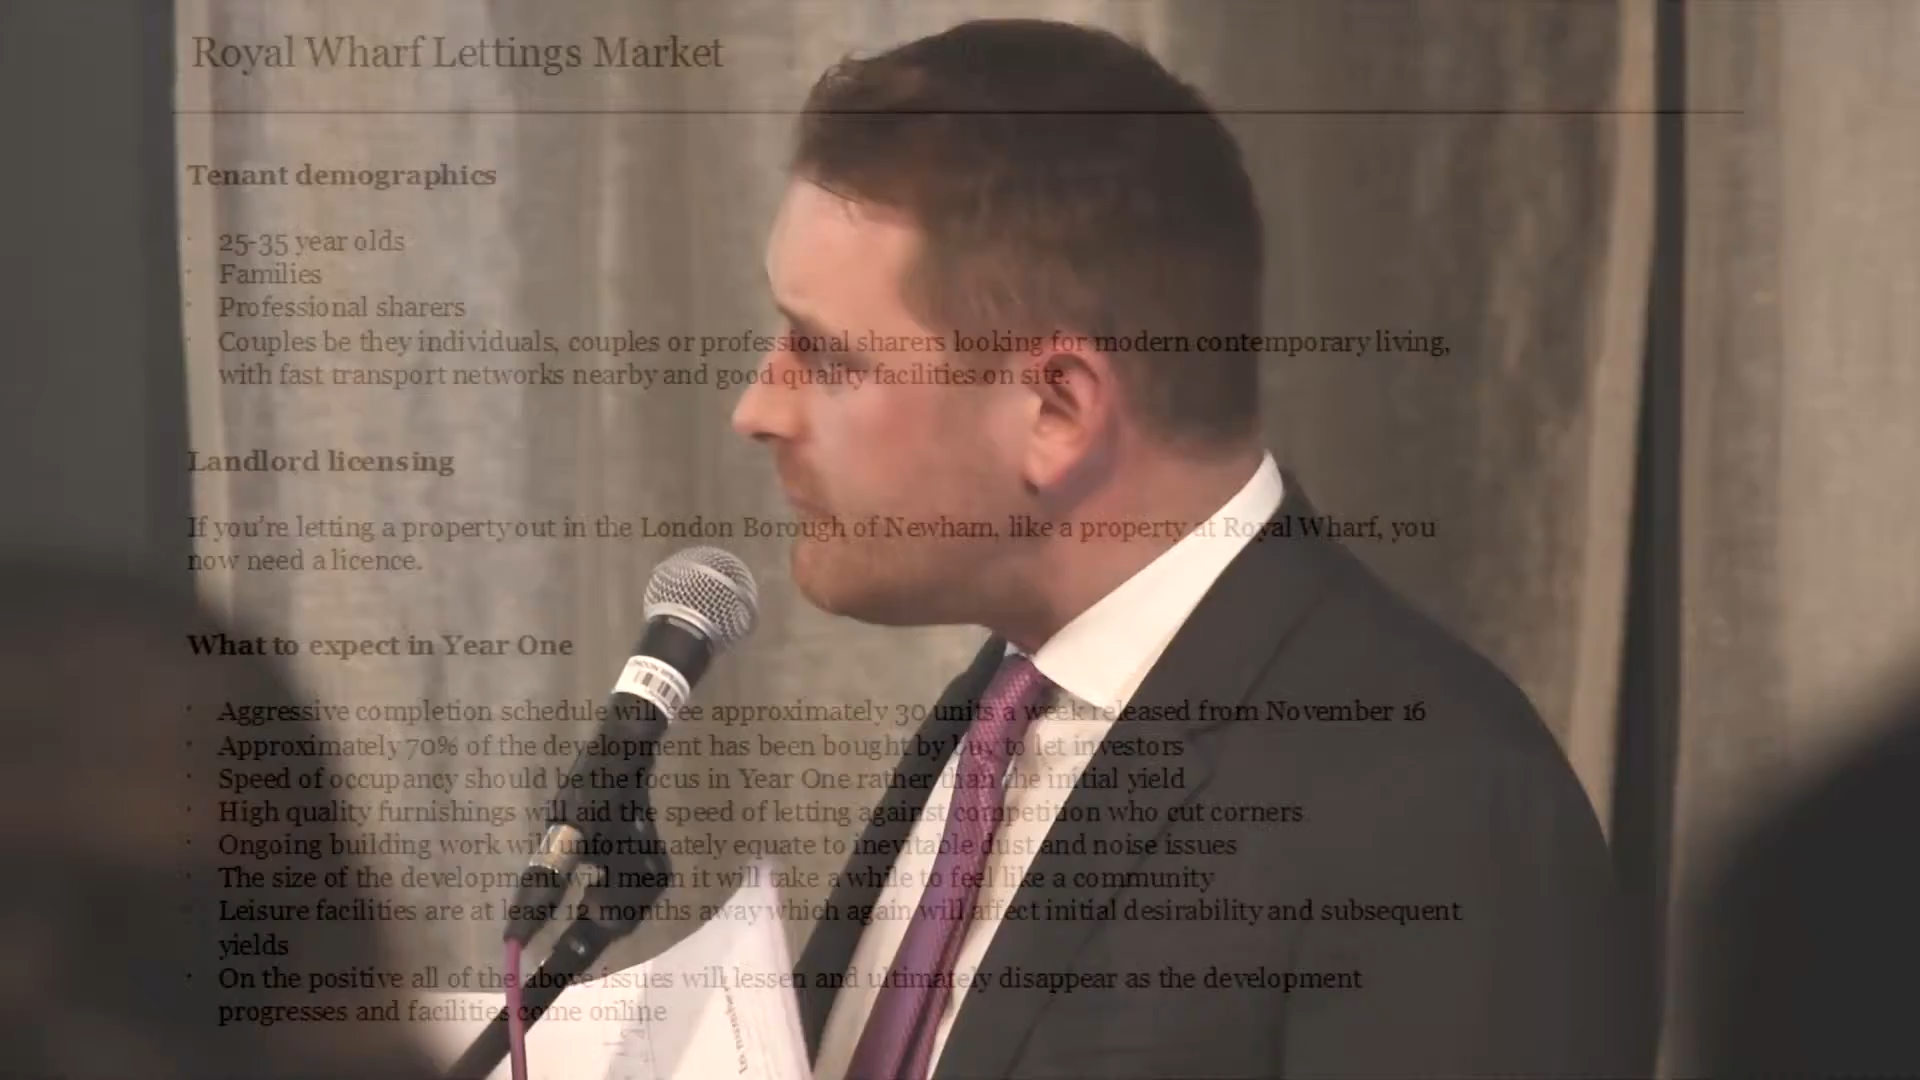 Royal Wharf Lettings Market
Tenant demographics
25-35 year olds
Families
Professional sharers
Couples be they individuals, couples or professional sharers looking for modern contemporary living,
with fast transport networks nearby and good quality facilities on site.
Landlord licensing
If you're letting a property out in the London Borough of Newham, like a property at Royal Wharf, you
now need a licence.
What to expect in Year One
Aggressive completion schedule will see approximately 30 units a week released from November 16
Approximately 70% of the development has been bought by buy to let investors
Speed of occupancy should be the focus in Year One rather than the initial yield
High quality furnishings will aid the speed of letting against competition who cut corners
Ongoing building work will unfortunately equate to inevitable dust and noise issues
The size of the development will mean it will take a while to feel like a community
Leisure facilities are at least 12 months away which again will affect initial desirability and subsequent
yields
On the positive all of the above issues will lessen and ultimately disappear as the development
progresses and facilities come online